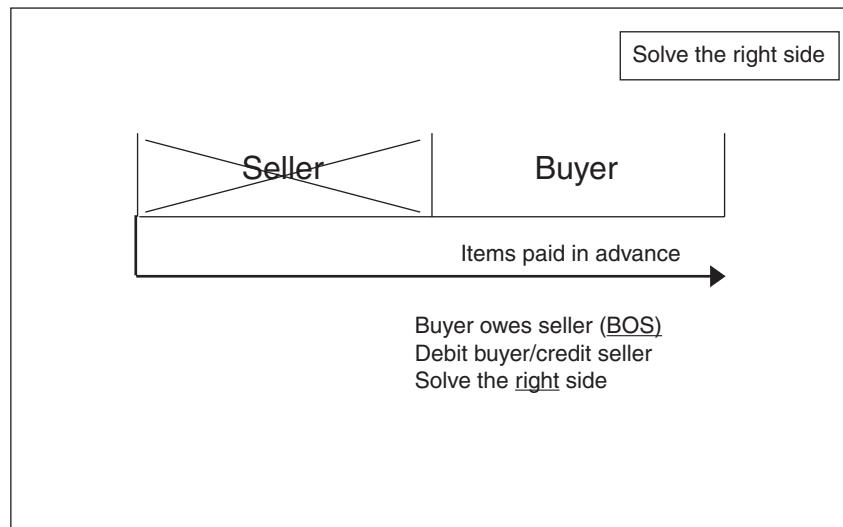 Solve the right side
Seller
Buyer
Items paid in advance
Buyer owes seller (BOS)
Debit buyer/credit seller
Solve the right side